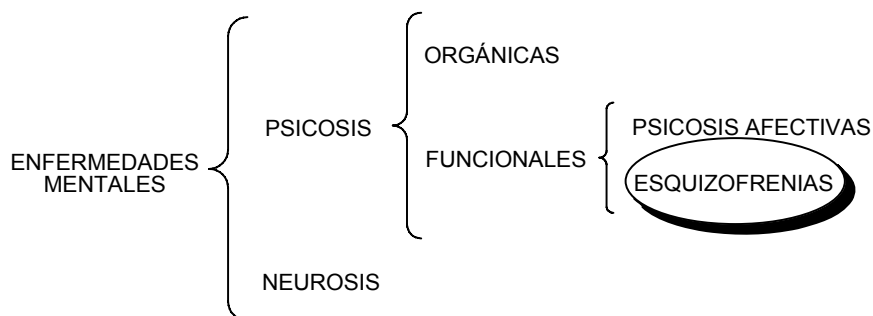 ORGÁNICAS
PSICOSIS
PSICOSIS AFECTIVAS
FUNCIONALES
ENFERMEDADES
MENTALES
ESQUIZOFRENIAS
NEUROSIS